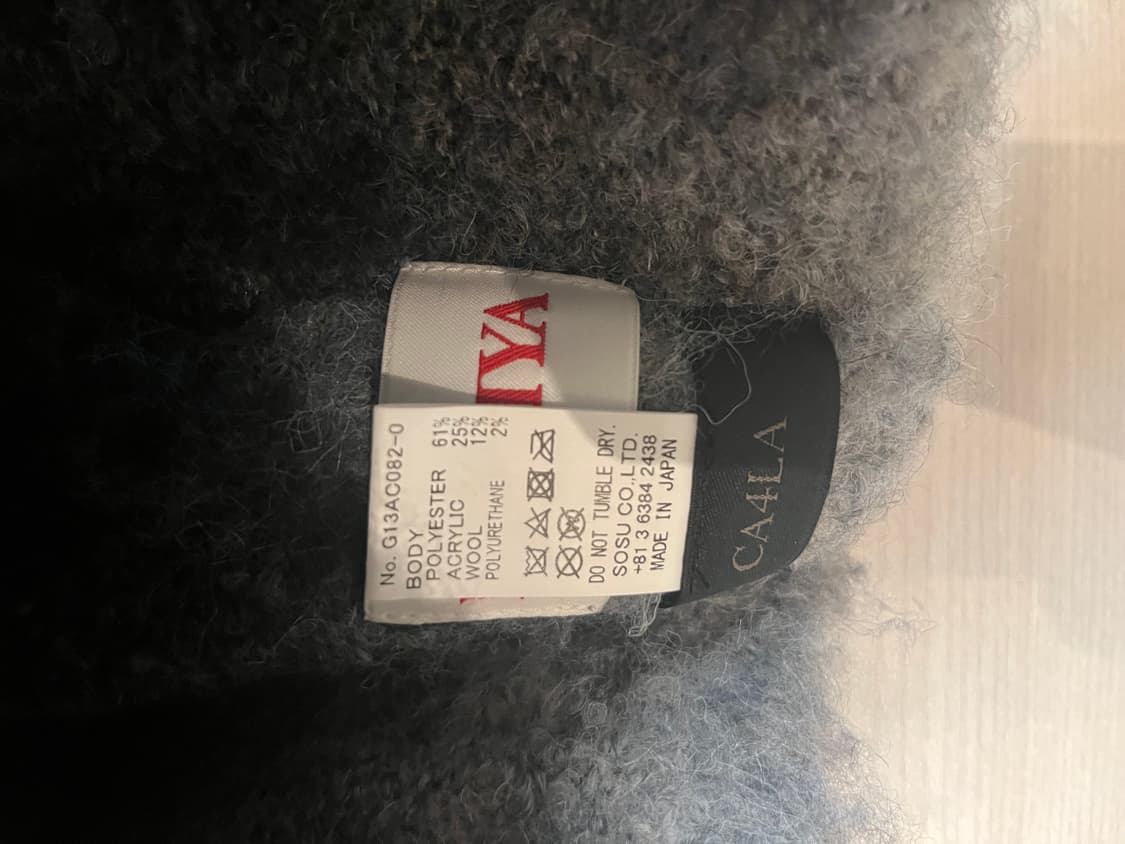 No. G13AC082-0
BODY
POLYESTER 61%
ACRYLIC 25%
WOOL 12%
POLYURETHANE 2%
DO NOT TUMBLE DRY.
SOSU CO.,LTD.
+81 3 6384 2438
MADE IN JAPAN
CA4LA